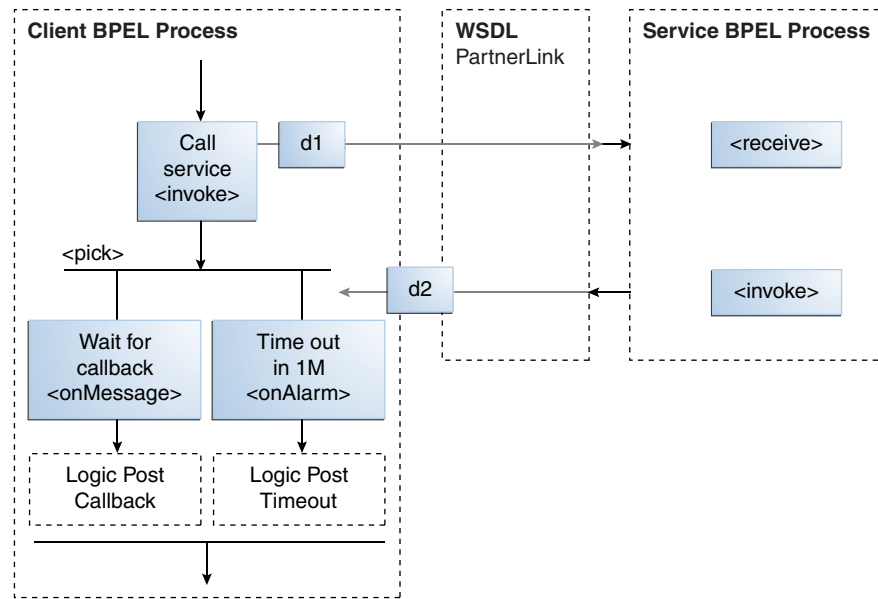 Client BPEL Process
WSDL
PartnerLink
Service BPEL Process
Call
service
<invoke>
d1
<receive>
<pick>
d2
<invoke>
Wait for
callback
<onMessage>
Time out
in 1M
<onAlarm>
Logic Post
Callback
Logic Post
Timeout